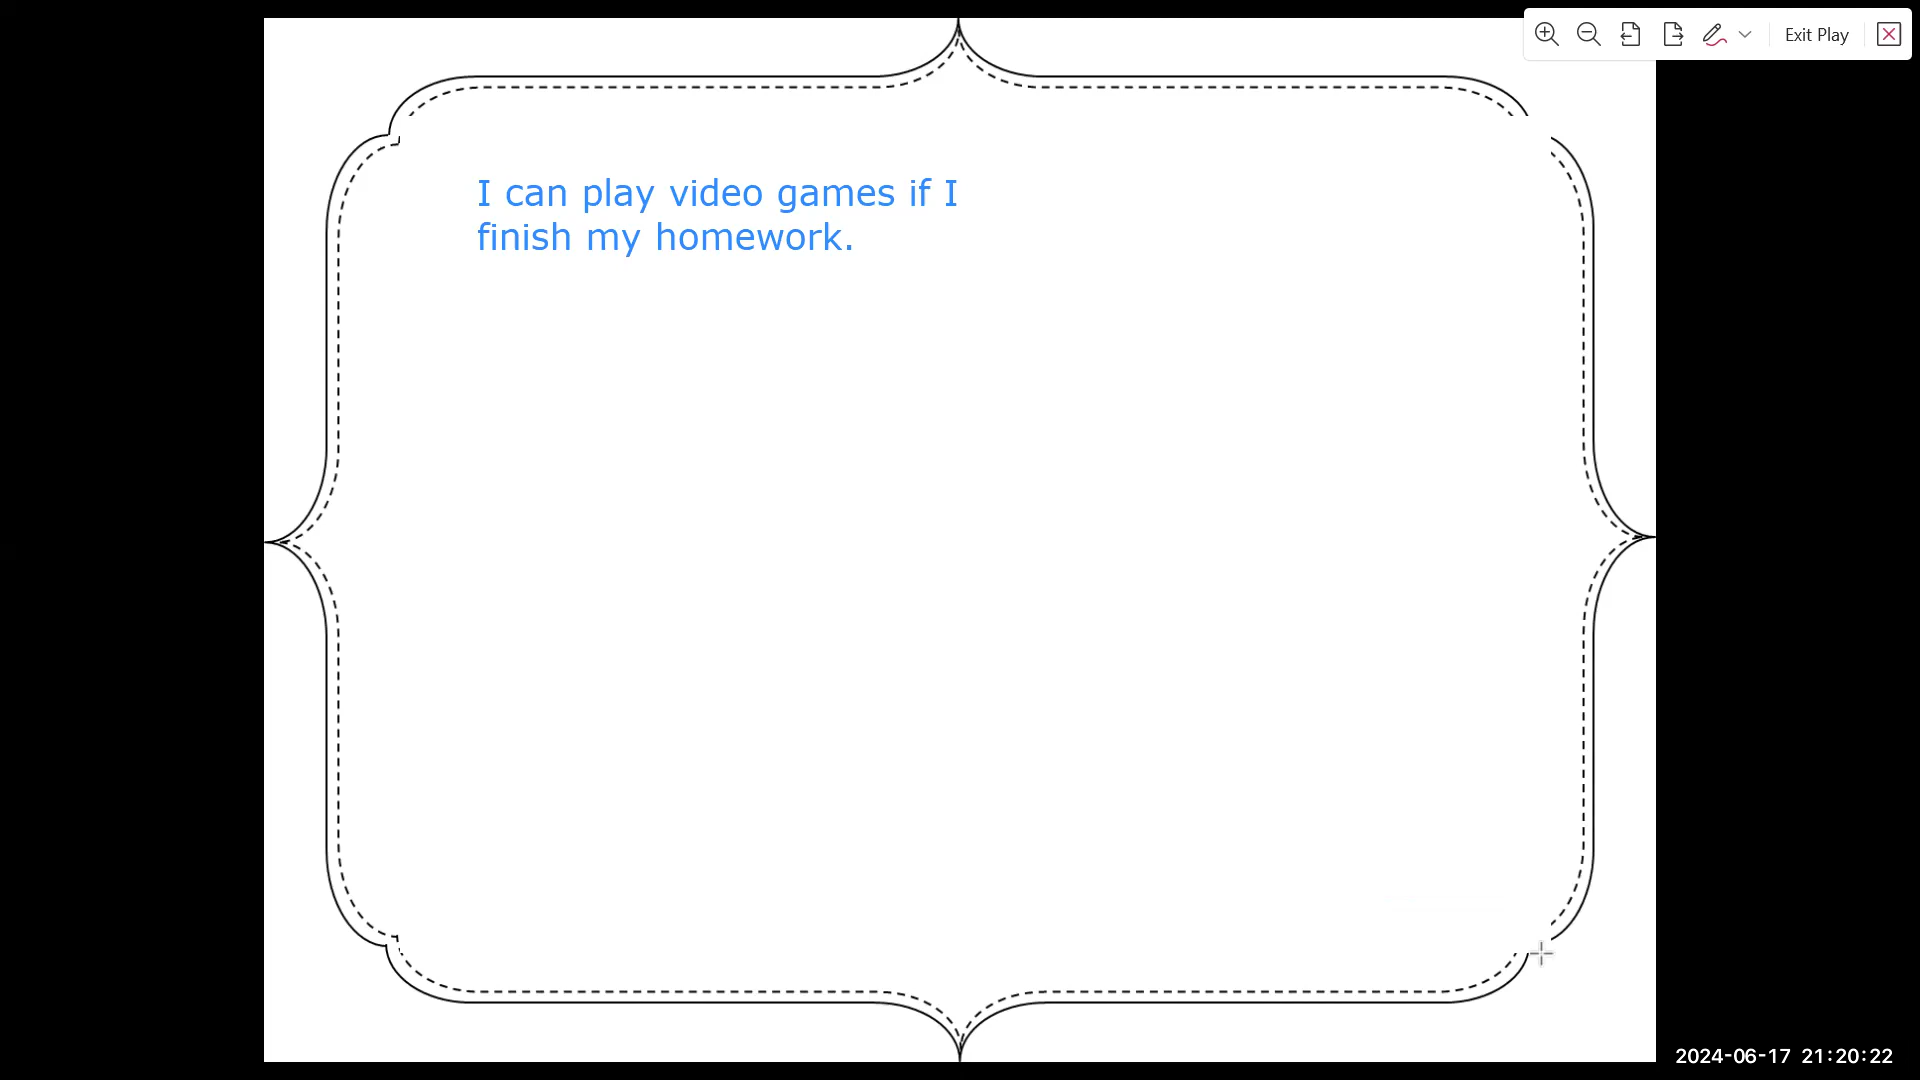 Exit Play
I can play video games if I
finish my homework.
2024-06-17 21:20:22